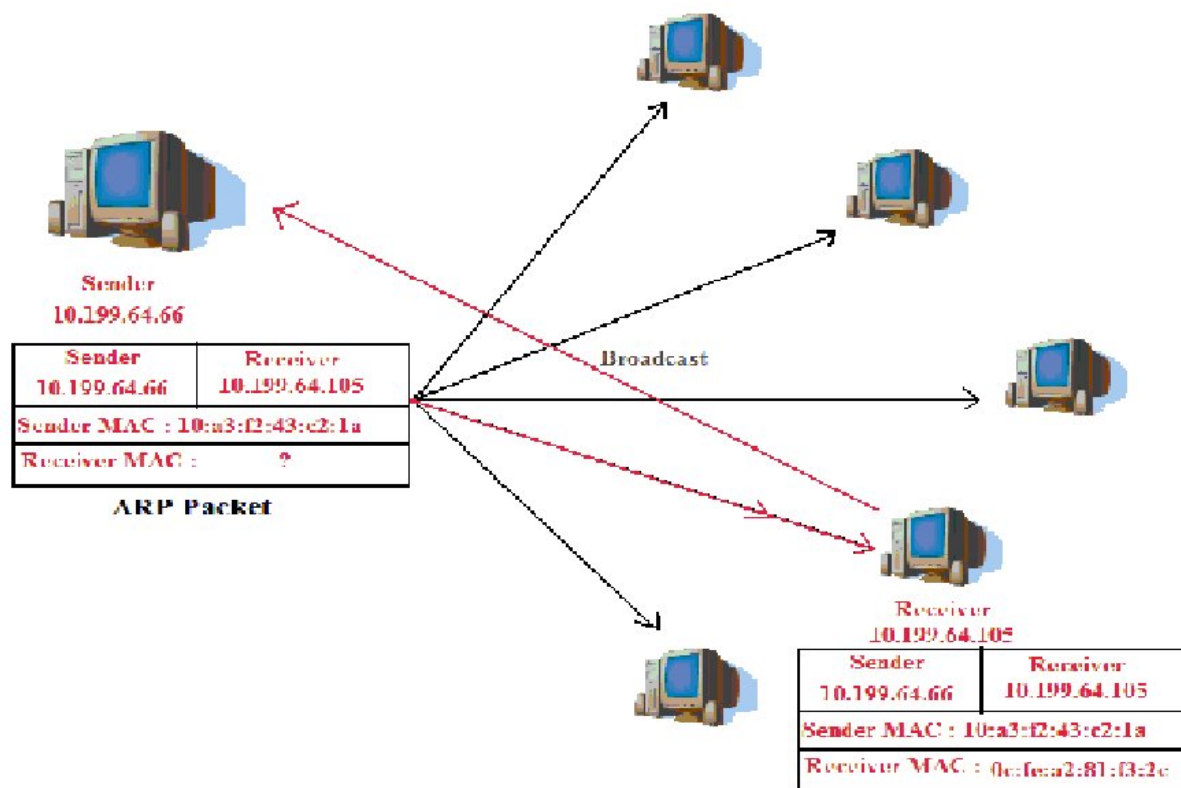 Sender
10.199.64.66
Sender
10.199.64.66
Receiver
10.199.64.105
Sender MAC : 10:a3:f2:43:c2:1a
Receiver MAC : ?
ARP Packet
Broadcast
Receiver
10.199.64.105
Sender
10.199.64.66
Receiver
10.199.64.105
Sender MAC : 10:a3:f2:43:c2:1a
Receiver MAC : 0c:fe:a2:81:f3:2c